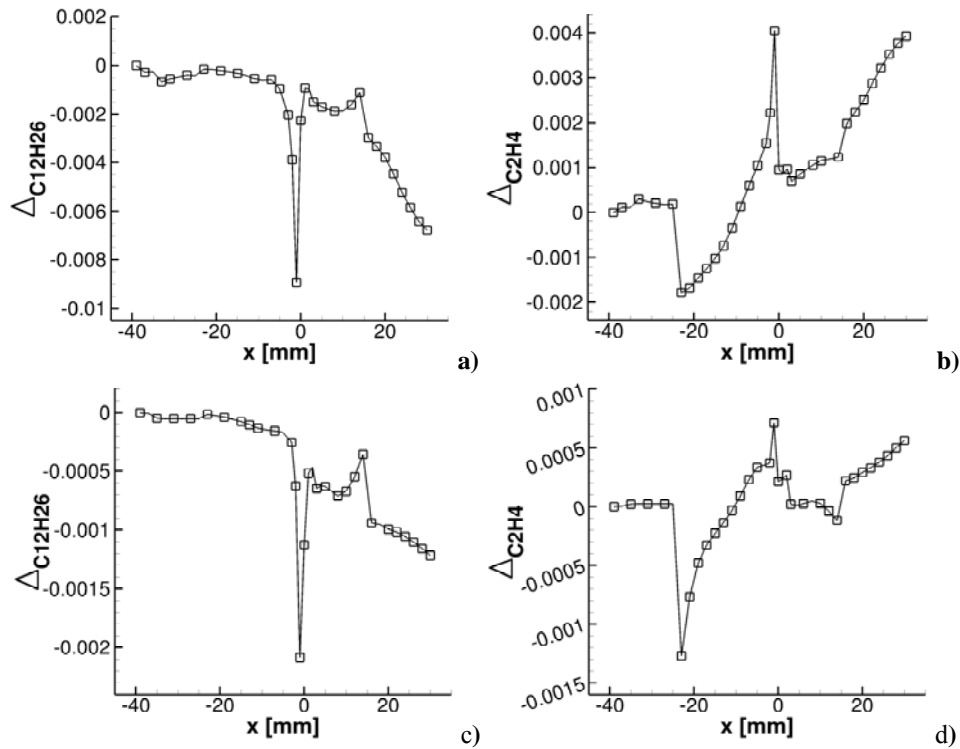 0.002
0
-0.002
-0.004
-0.006
-0.008
-0.01
ΔC12H26
-40 -20 0 20
x [mm]
a)
0.004
0.003
0.001
0
-0.001
-0.002
ΔC2H4
-40 -20 0 20
x [mm]
b)
0
-0.0005
-0.001
-0.0015
-0.002
ΔC12H26
-40 -20 0 20
x [mm]
c)
0.001
0.0005
0
-0.0005
-0.001
-0.0015
ΔC2H4
-40 -20 0 20
x [mm]
d)